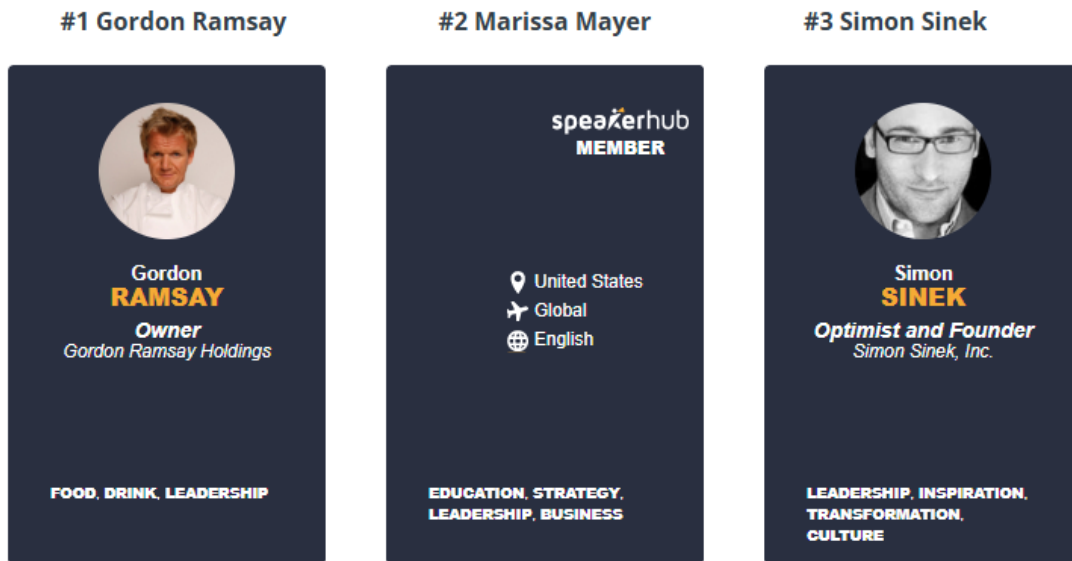 #1 Gordon Ramsay
#2 Marissa Mayer
#3 Simon Sinek
Gordon
RAMSAY
Owner
Gordon Ramsay Holdings
FOOD, DRINK, LEADERSHIP
speakerhub
MEMBER
United States
Global
English
EDUCATION, STRATEGY,
LEADERSHIP, BUSINESS
Simon
SINEK
Optimist and Founder
Simon Sinek, Inc.
LEADERSHIP, INSPIRATION,
TRANSFORMATION,
CULTURE